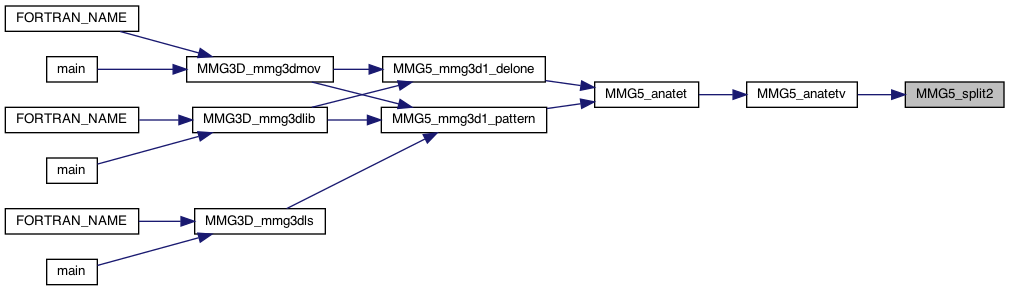 FORTRAN_NAME
main
MMG3D_mmg3dmov
MMG5_mmg3d1_delone
MMG5_anatet
MMG5_anatetv
MMG5_split2
FORTRAN_NAME
MMG3D_mmg3dlib
MMG5_mmg3d1_pattern
main
FORTRAN_NAME
MMG3D_mmg3dls
main